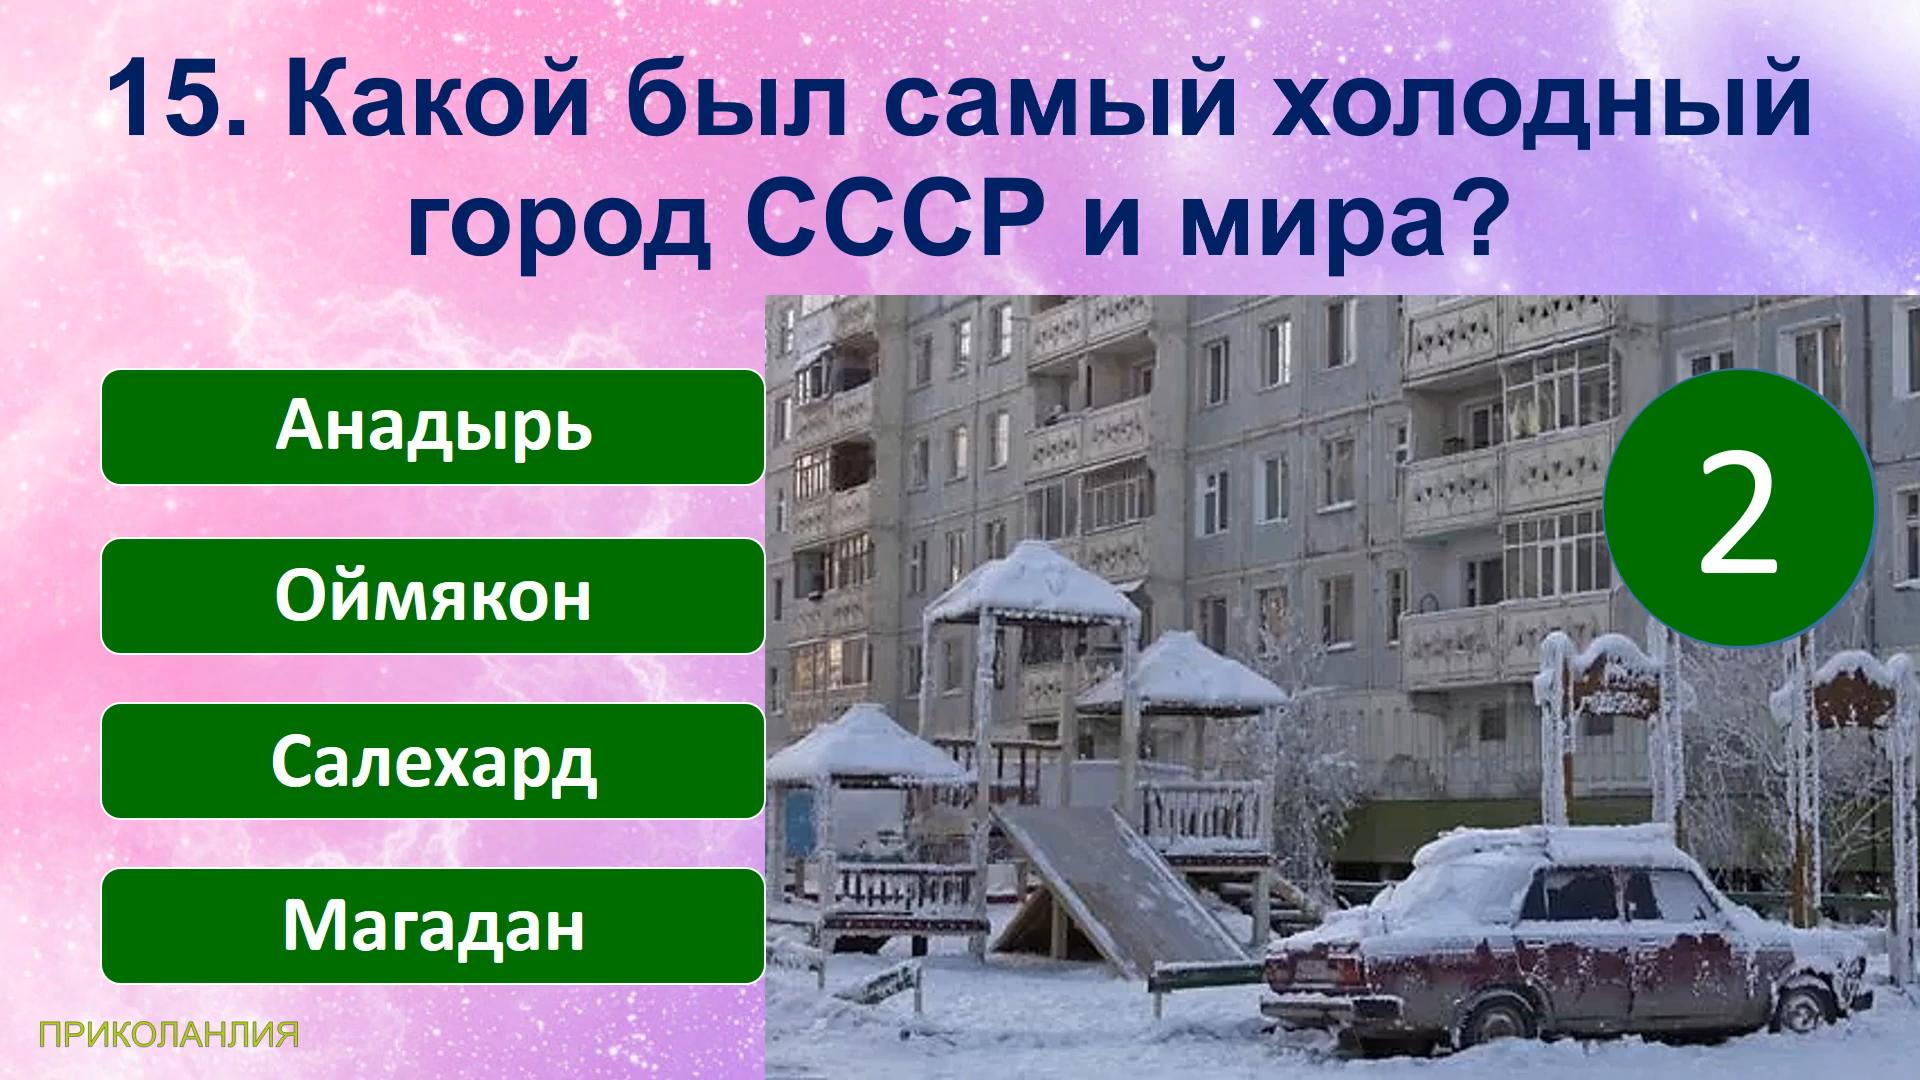 15. Какой был самый холодный
город СССР и мира?
Анадырь
Оймякон
Салехард
Магадан
2
ПРИКОЛАНЛИЯ